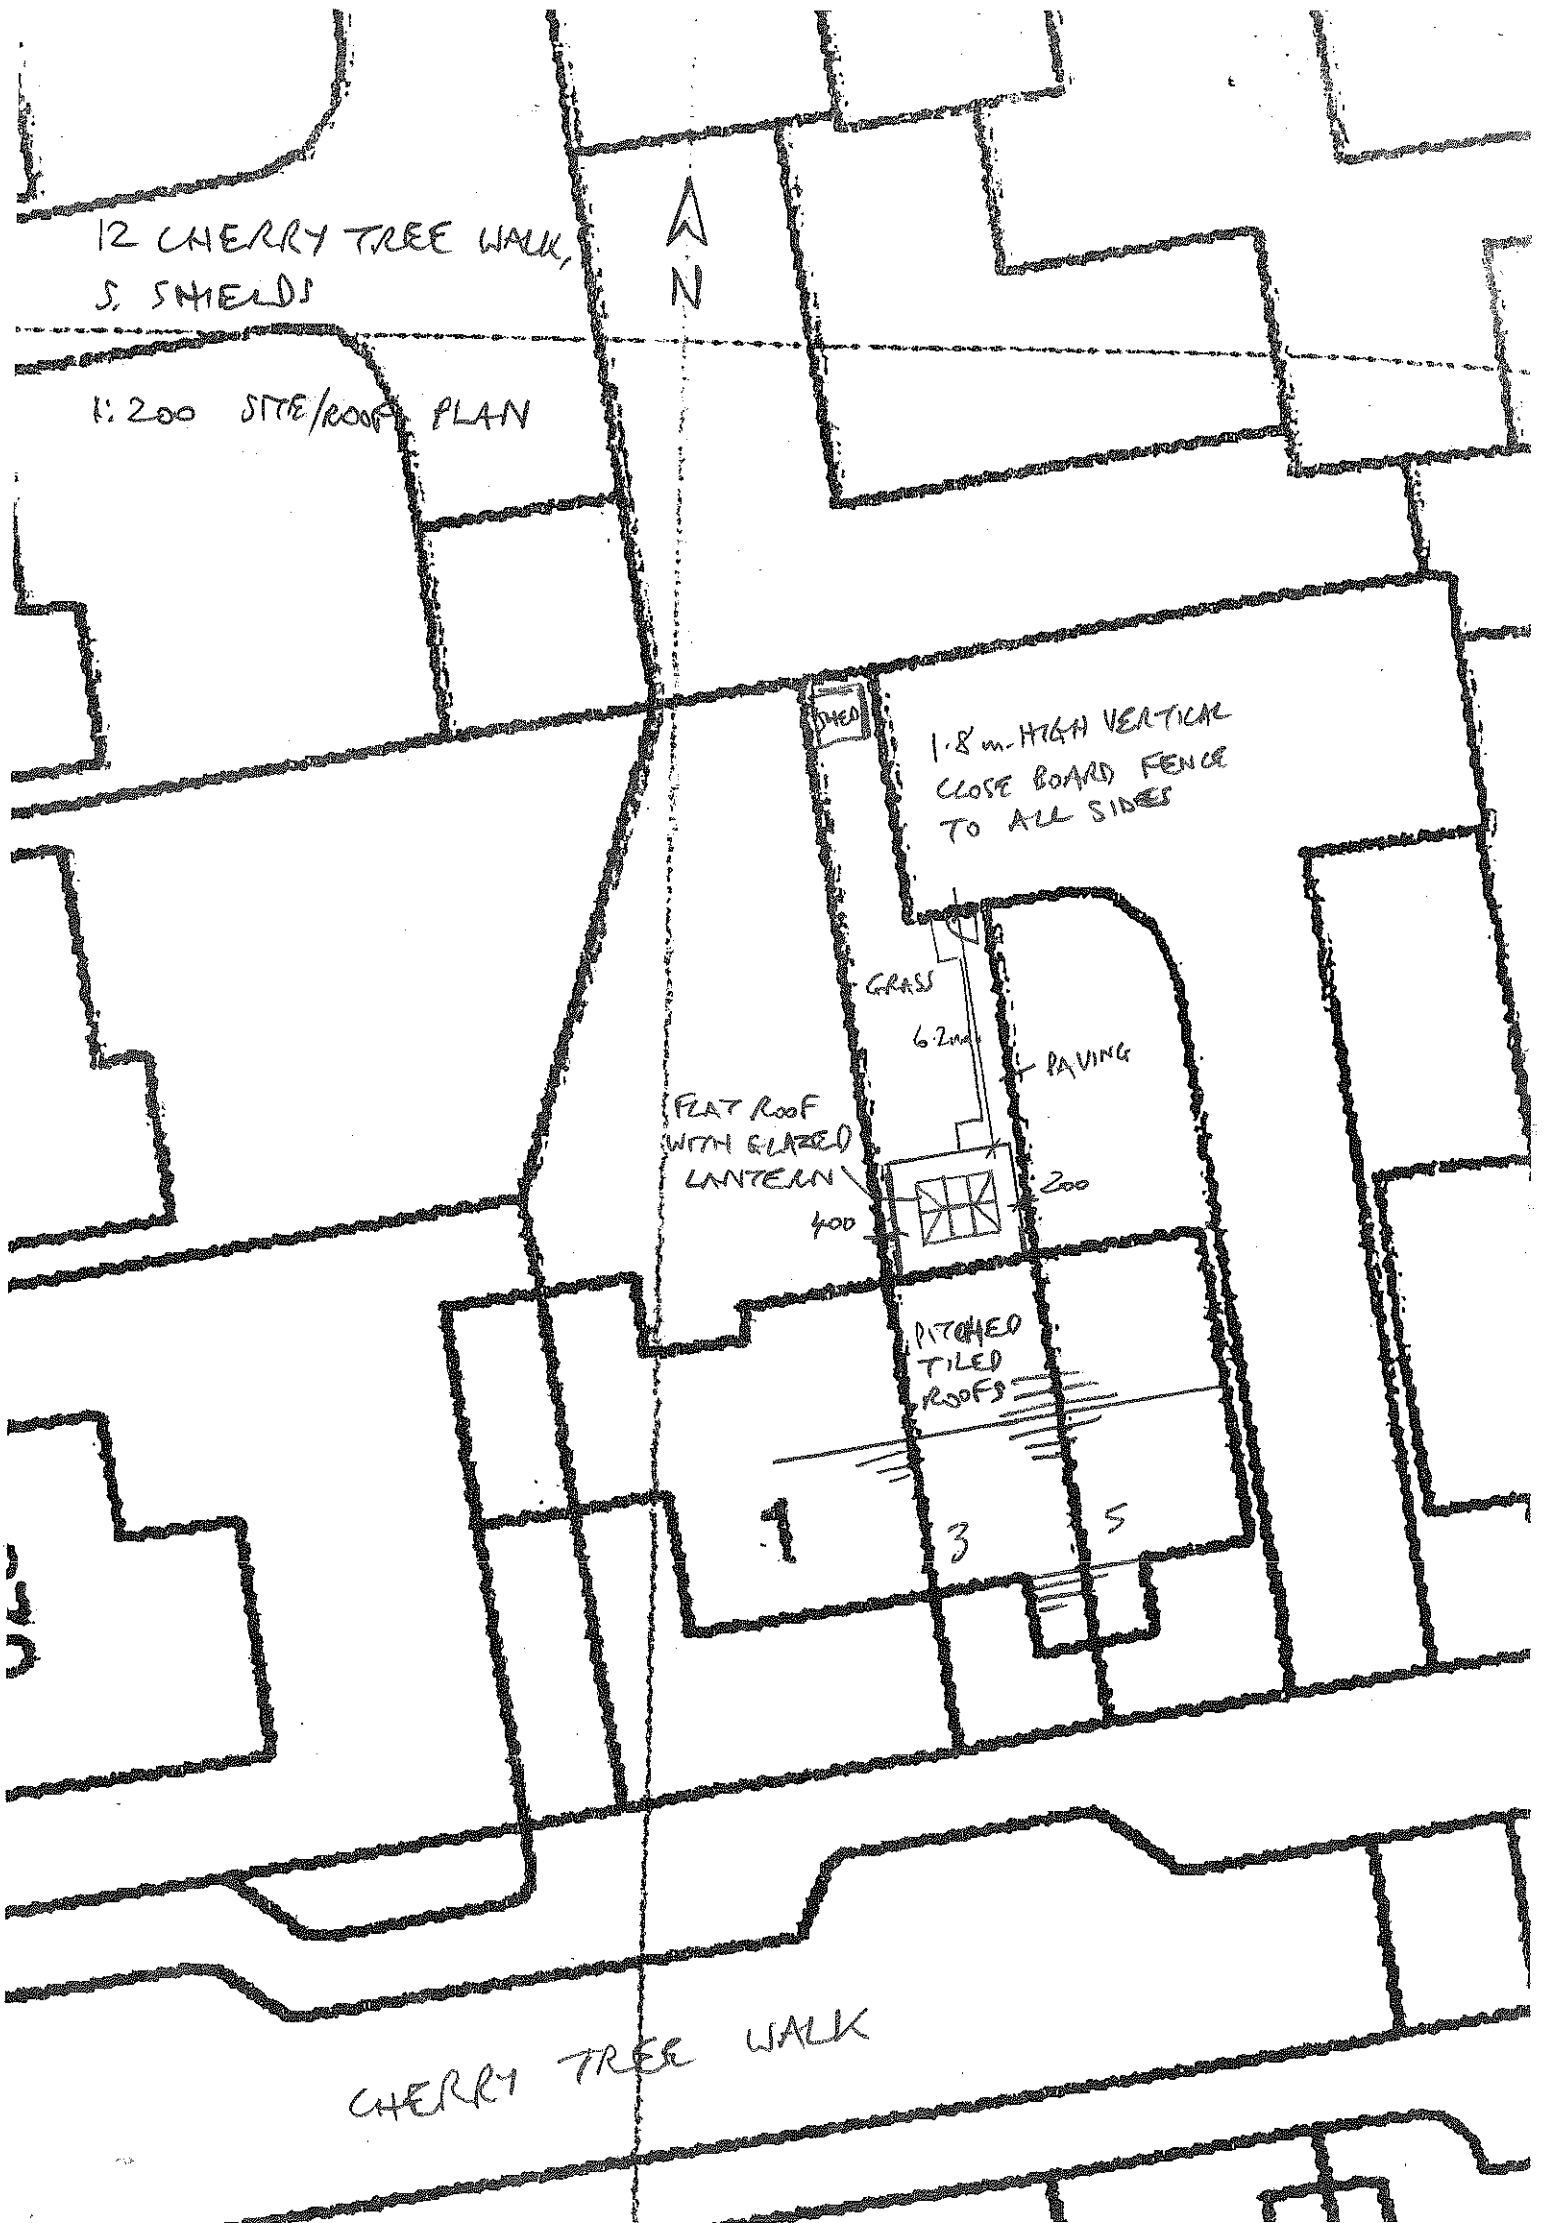 12 CHERRY TREE WALK,
S. SHIELDS
1:200 SITE/ROOF PLAN
N
SHED
1.8 m. HIGH VERTICAL
CLOSE BOARD FENCE
TO ALL SIDES
GRASS
6.2m
PAVING
FLAT ROOF
WITH GLAZED
LANTERN
400
200
PITCHED
TILED
ROOFS
1
3
5
CHERRY TREE WALK